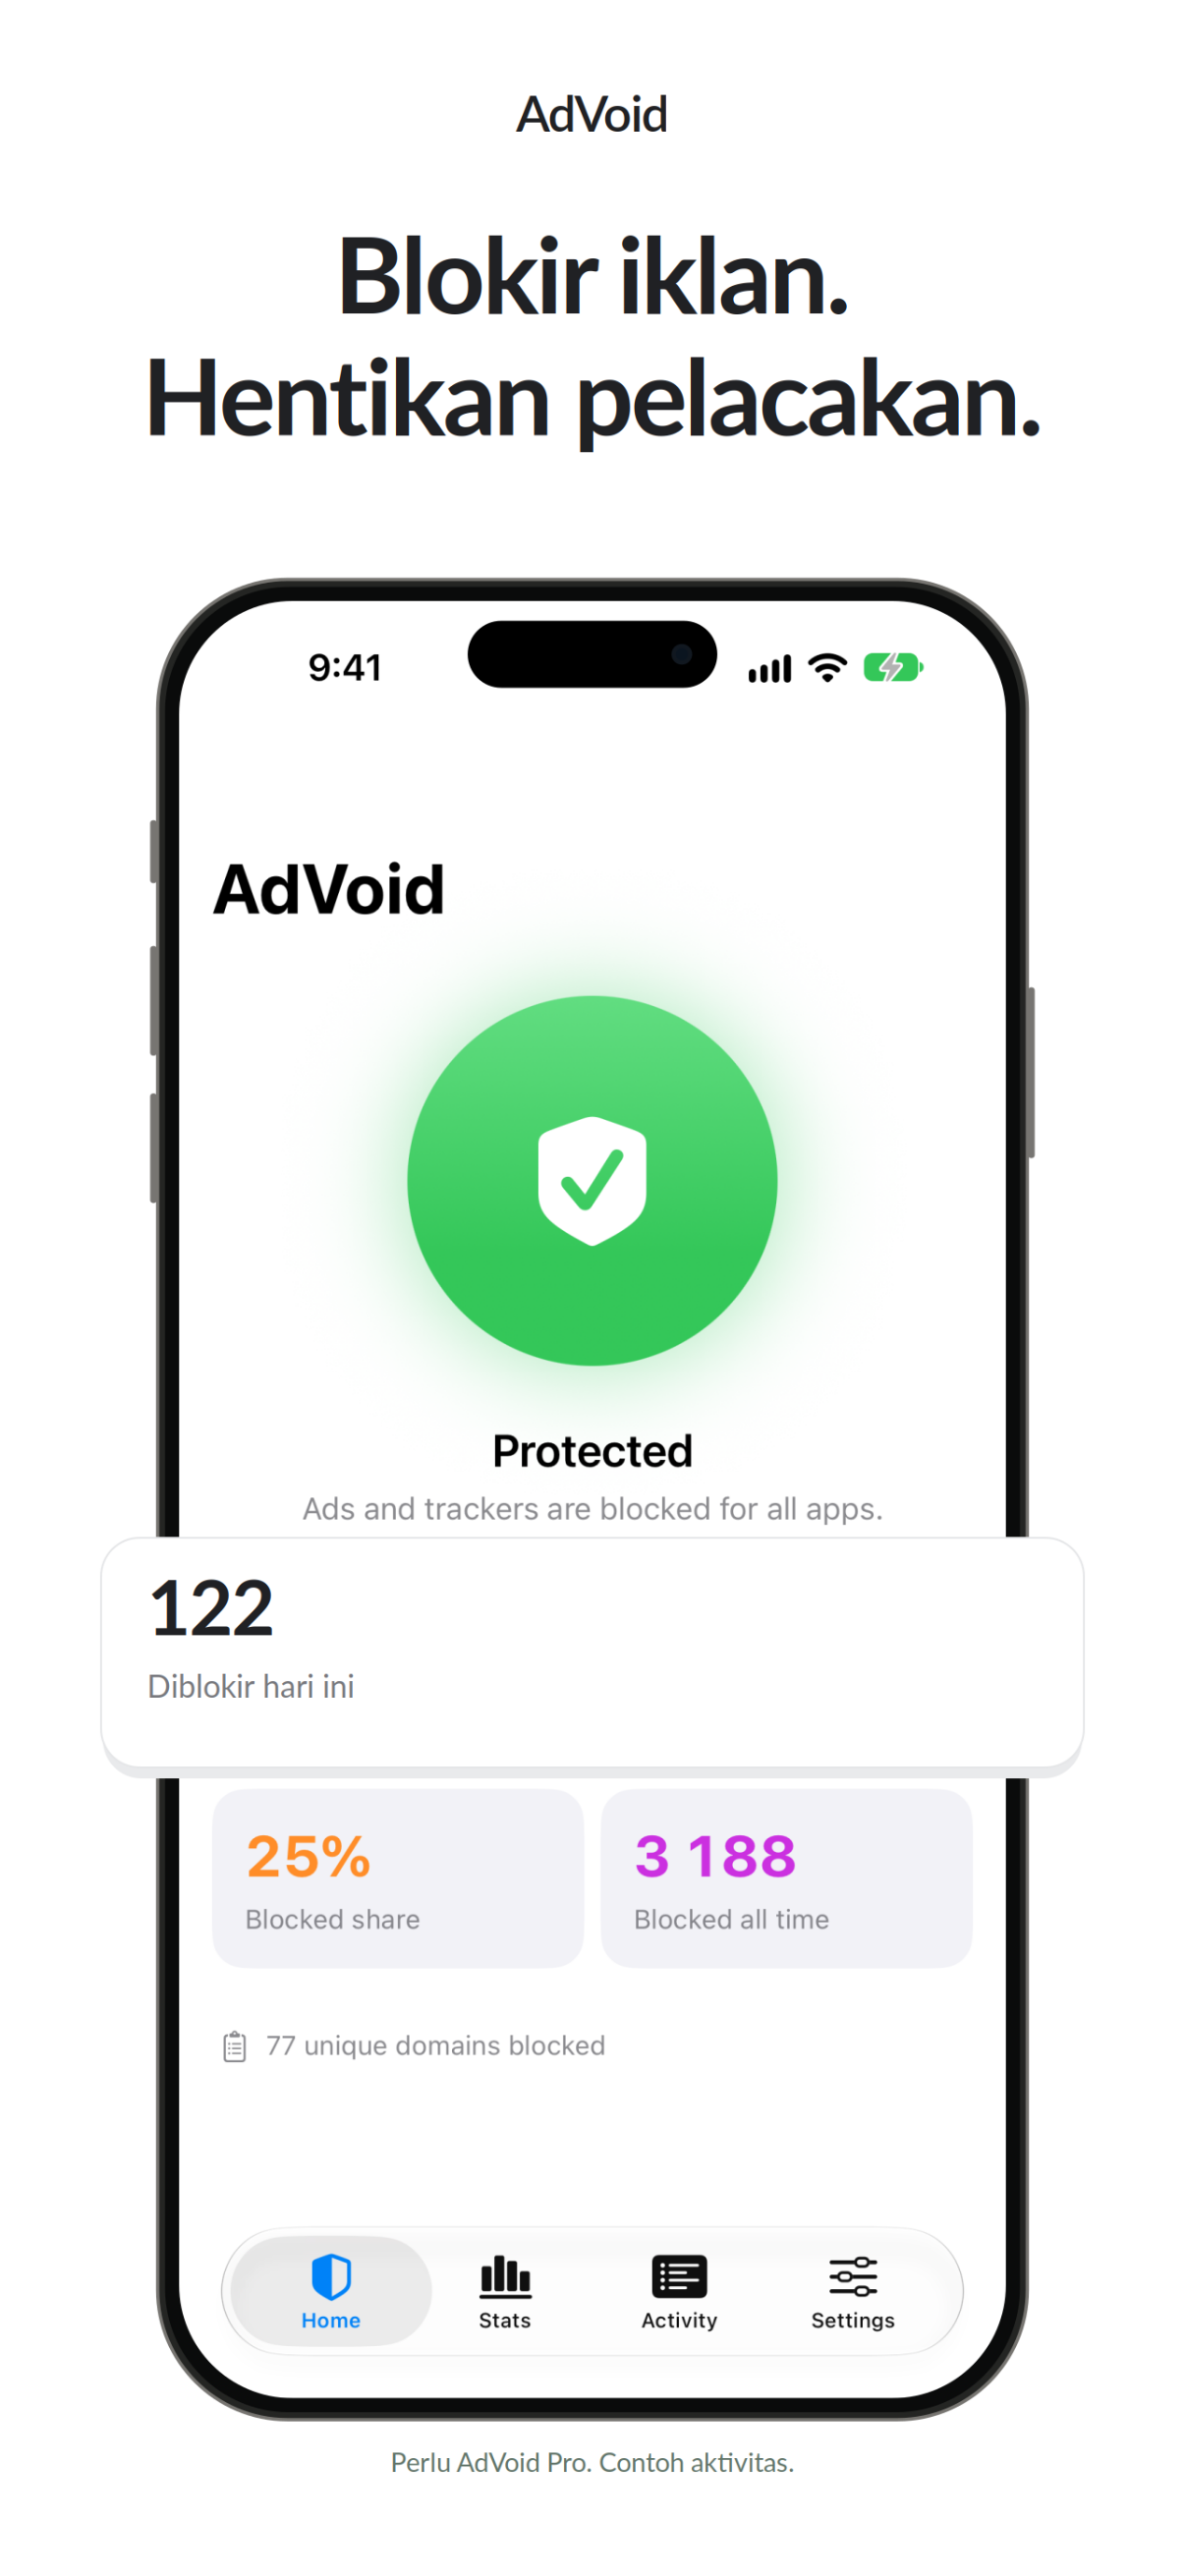 AdVoid
Blokir iklan.
Hentikan pelacakan.
9:41
AdVoid
Protected
Ads and trackers are blocked for all apps.
122
Diblokir hari ini
25%
Blocked share
3 188
Blocked all time
77 unique domains blocked
Home
Stats
Activity
Settings
Perlu AdVoid Pro. Contoh aktivitas.